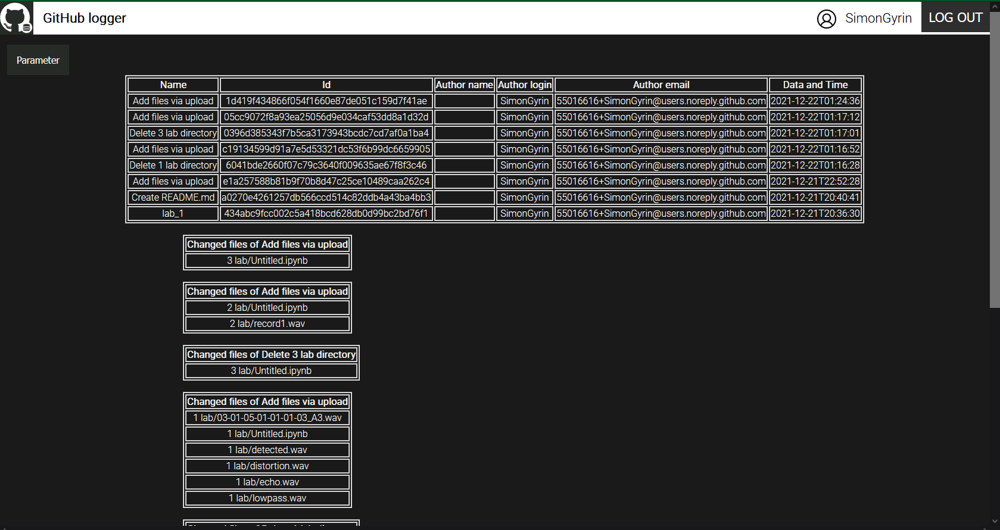 GitHub logger
SimonGyrin
LOG OUT
Parameter
Name Id Author name Author login Author email Data and Time
Add files via upload 1d419f434866f054f1660e87de051c159d7f41ae SimonGyrin 55016616+SimonGyrin@users.noreply.github.com 2021-12-22T01:24:36
Add files via upload 05cc9072f8a93ea25056d9e034caf53dd8a1d32d SimonGyrin 55016616+SimonGyrin@users.noreply.github.com 2021-12-22T01:17:12
Delete 3 lab directory 0396d385343f7b5ca3173943bcdc7cd7af0a1ba4 SimonGyrin 55016616+SimonGyrin@users.noreply.github.com 2021-12-22T01:17:01
Add files via upload c19134599d91a7e5d53321dc53f6b99dc6659905 SimonGyrin 55016616+SimonGyrin@users.noreply.github.com 2021-12-22T01:16:52
Delete 1 lab directory 6041bde2660f07c79c3640f009635ae67f8f3c46 SimonGyrin 55016616+SimonGyrin@users.noreply.github.com 2021-12-22T01:16:28
Add files via upload e1a257588b81b9f70b8d47c25ce10489caa262c4 SimonGyrin 55016616+SimonGyrin@users.noreply.github.com 2021-12-21T22:52:28
Create README.md a0270e4261257db566ccd514c82ddb4a43ba4bb3 SimonGyrin 55016616+SimonGyrin@users.noreply.github.com 2021-12-21T20:40:41
lab_1 434abc9fcc002c5a418bcd628db0d99bc2bd76f1 SimonGyrin 55016616+SimonGyrin@users.noreply.github.com 2021-12-21T20:36:30
Changed files of Add files via upload
3 lab/Untitled.ipynb
Changed files of Add files via upload
2 lab/Untitled.ipynb
2 lab/record1.wav
Changed files of Delete 3 lab directory
3 lab/Untitled.ipynb
Changed files of Add files via upload
1 lab/03-01-05-01-01-01-03_A3.wav
1 lab/Untitled.ipynb
1 lab/detected.wav
1 lab/distortion.wav
1 lab/echo.wav
1 lab/lowpass.wav